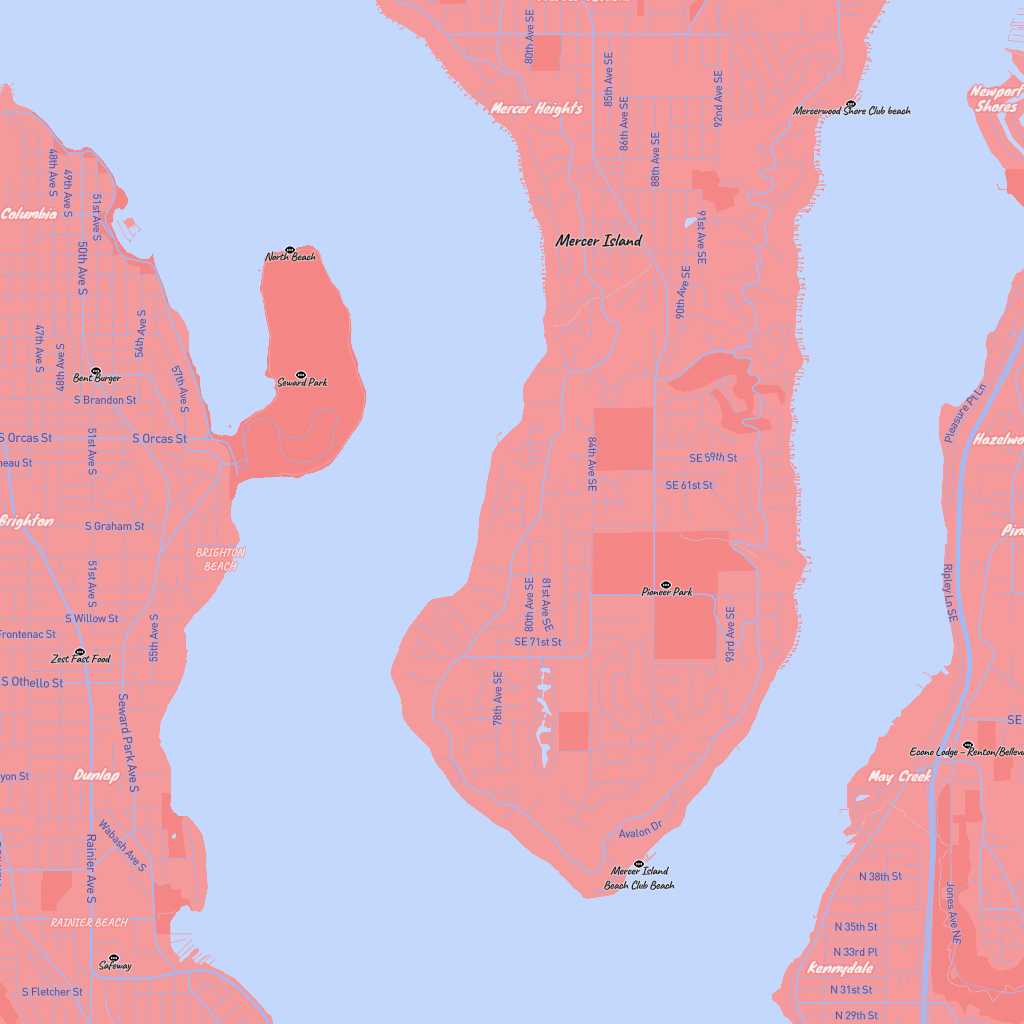 80th Ave SE
85th Ave SE
86th Ave SE
92nd Ave SE
Mercer Heights
Mercerwood Shore Club beach
Newport
Shores
88th Ave SE
48th Ave S
49th Ave S
51st Ave S
Columbia
50th Ave S
91st Ave SE
Mercer Island
North Beach
90th Ave SE
47th Ave S
48th Ave S
54th Ave S
57th Ave S
Bent Burger
Seward Park
S Brandon St
Pleasure Pt Ln
S Orcas St
S Orcas St
51st Ave S
84th Ave SE
SE 59th St
neau St
SE 61st St
Brighton
S Graham St
BRIGHTON
BEACH
51st Ave S
80th Ave SE
81st Ave SE
Pioneer Park
Ripley Ln SE
S Willow St
Frontenac St
55th Ave S
93rd Ave SE
SE 71st St
Zest Fast Food
S Othello St
78th Ave SE
Seward Park Ave S
SE
Dunlap
yon St
May Creek
Wabash Ave S
Avalon Dr
Rainier Ave S
Mercer Island
Beach Club Beach
N 38th St
Jones Ave NE
RAINIER BEACH
N 35th St
N 33rd Pl
Safeway
Kennydale
S Fletcher St
N 31st St
N 29th St